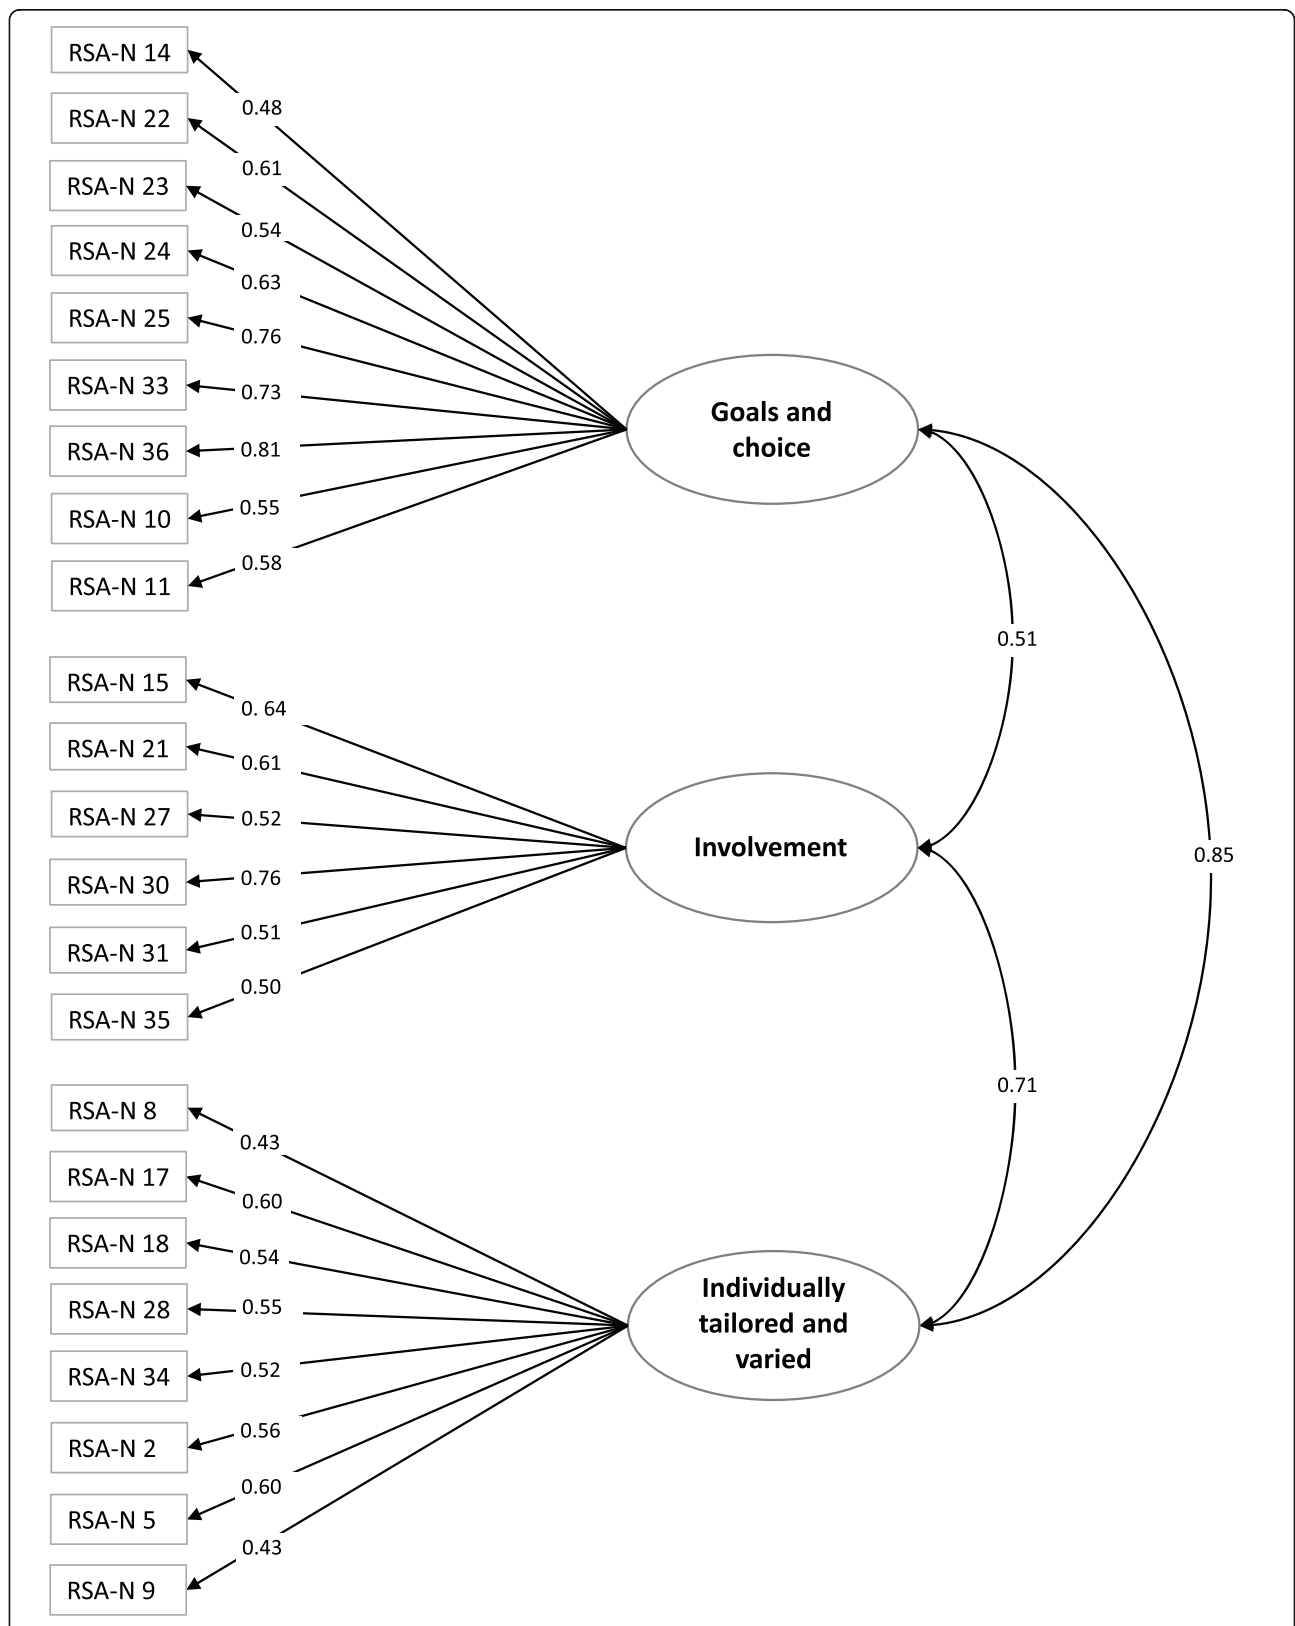 RSA-N 14
0.48
RSA-N 22
0.61
RSA-N 23
0.54
RSA-N 24
0.63
RSA-N 25
0.76
RSA-N 33
0.73
RSA-N 36
0.81
RSA-N 10
0.55
RSA-N 11
0.58
Goals and
choice
0.51
RSA-N 15
0. 64
RSA-N 21
0.61
RSA-N 27
0.52
RSA-N 30
0.76
RSA-N 31
0.51
RSA-N 35
0.50
Involvement
0.85
0.71
RSA-N 8
0.43
RSA-N 17
0.60
RSA-N 18
0.54
RSA-N 28
0.55
RSA-N 34
0.52
RSA-N 2
0.56
RSA-N 5
0.60
RSA-N 9
0.43
Individually
tailored and
varied